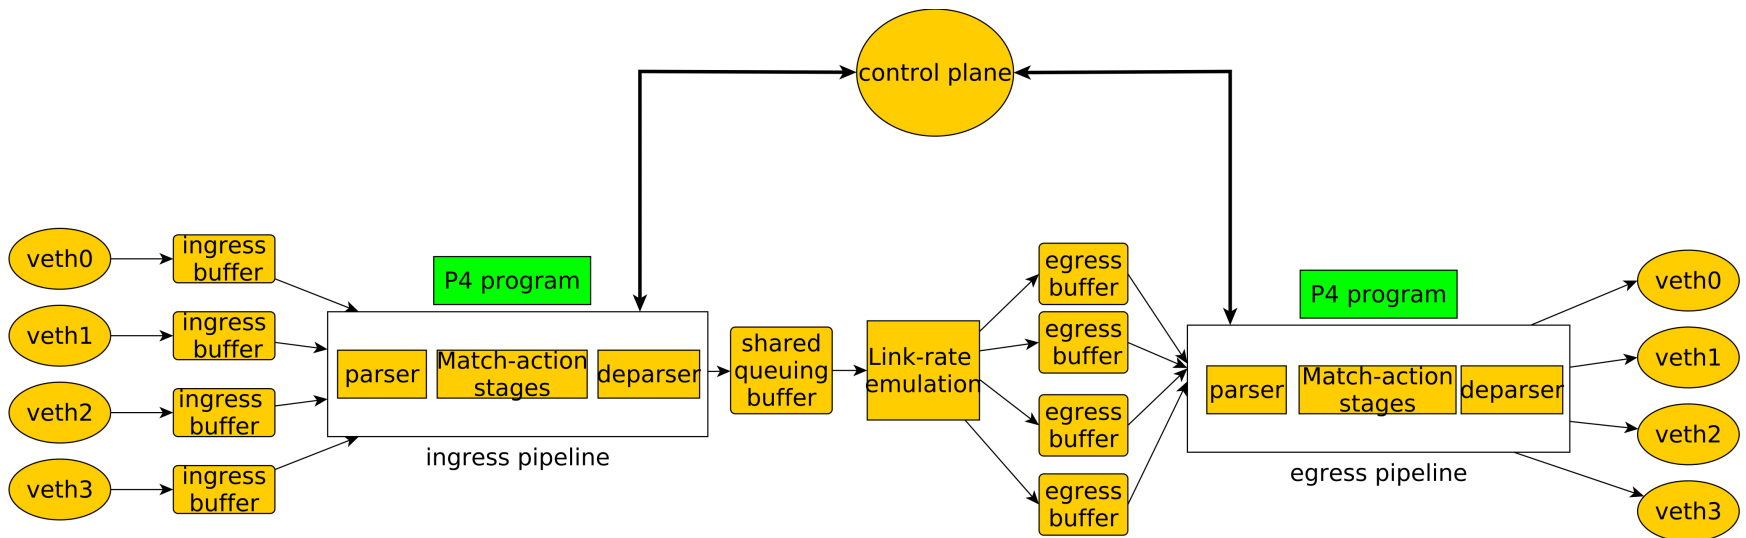 control plane
veth0
ingress
buffer
veth1
ingress
buffer
veth2
ingress
buffer
veth3
ingress
buffer
P4 program
parser
Match-action
stages
deparser
ingress pipeline
shared
queuing
buffer
Link-rate
emulation
egress
buffer
egress
buffer
egress
buffer
egress
buffer
P4 program
parser
Match-action
stages
deparser
egress pipeline
veth0
veth1
veth2
veth3